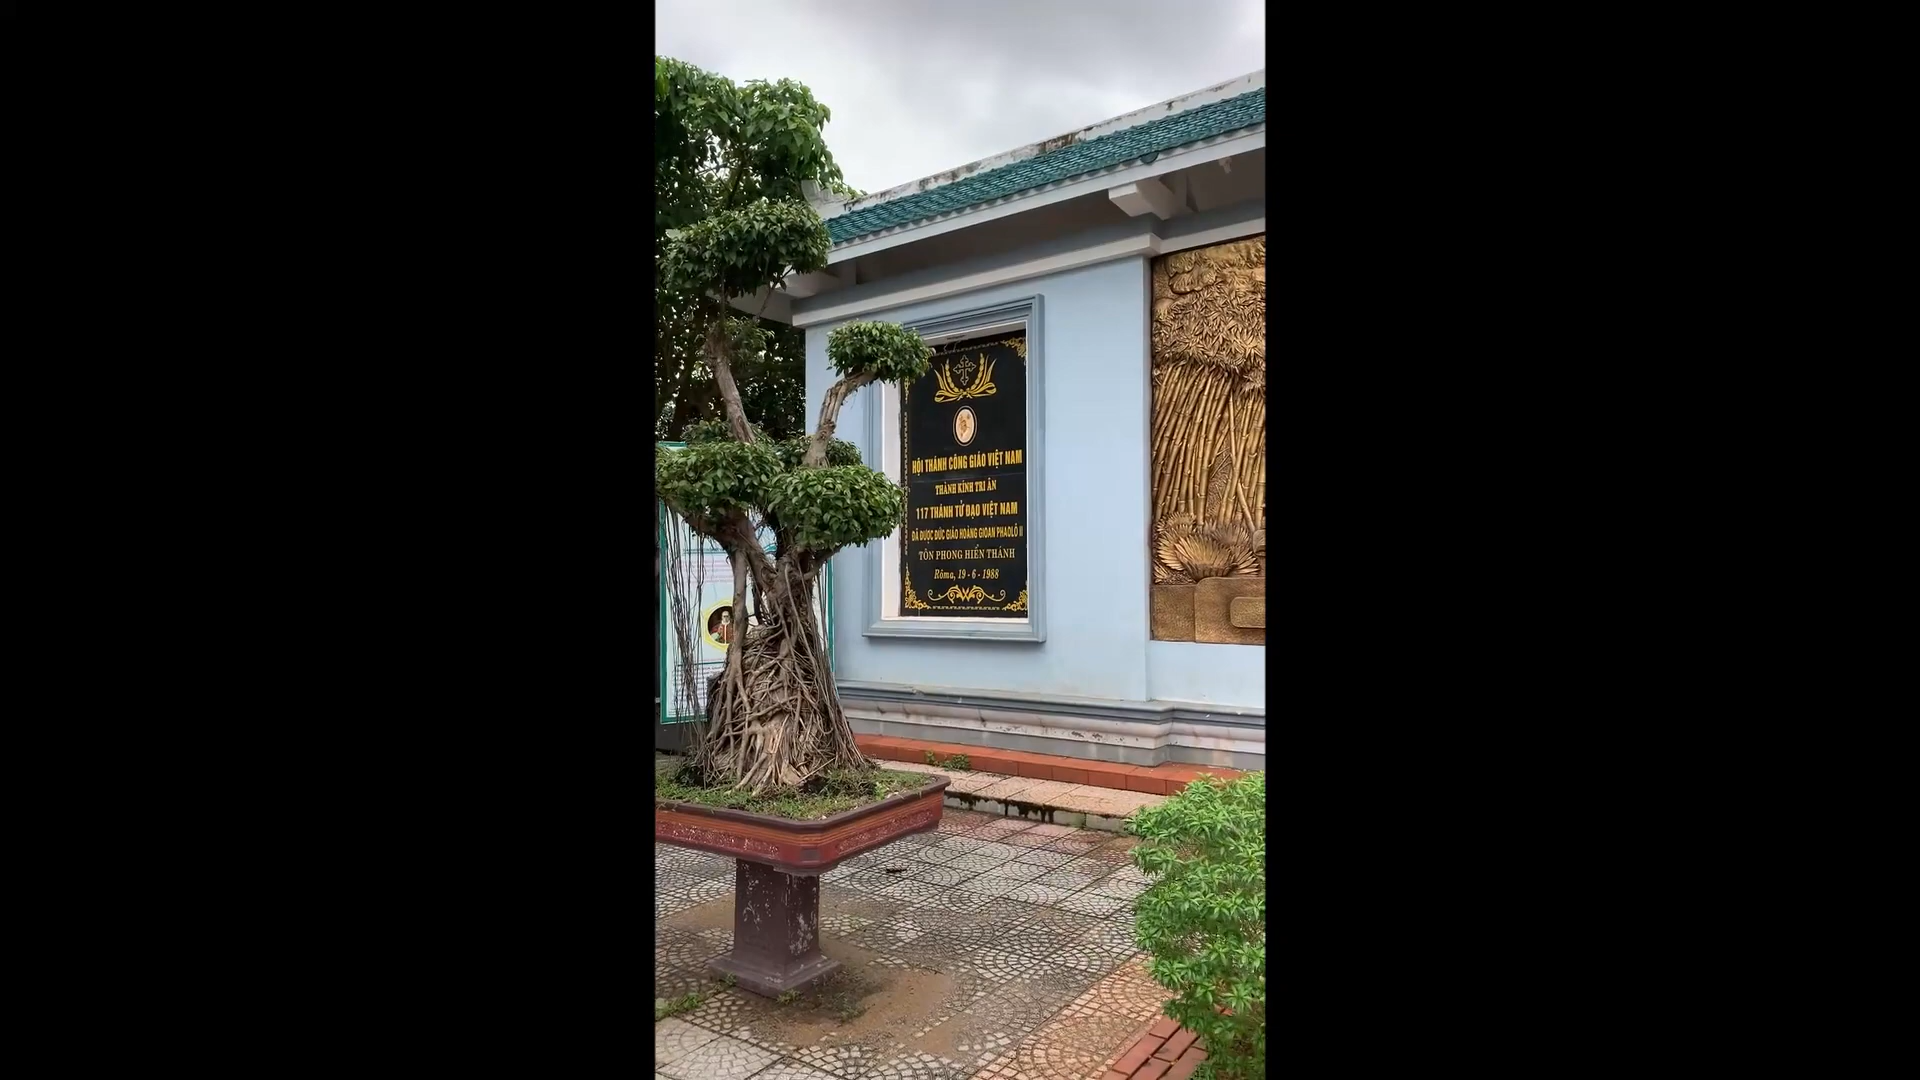 HỘI THÁNH CÔNG GIÁO VIỆT NAM
THÀNH KÍNH TRI ÂN
117 THÁNH TỬ ĐẠO VIỆT NAM
ĐÃ ĐƯỢC ĐỨC GIÁO HOÀNG GIOAN PHAOLÔ II
TÔN PHONG HIỂN THÁNH
Rôma, 19 - 6 - 1988